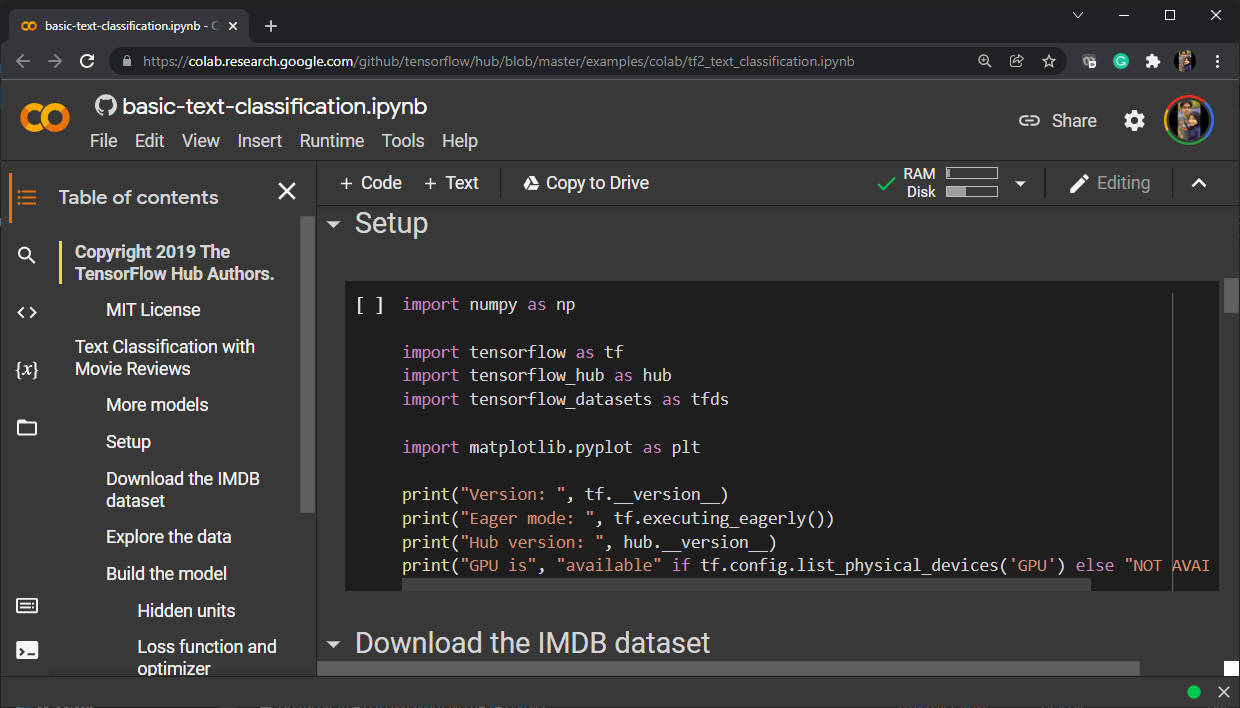 basic-text-classification.ipynb - C
https://colab.research.google.com/github/tensorflow/hub/blob/master/examples/colab/tf2_text_classification.ipynb
basic-text-classification.ipynb
File Edit View Insert Runtime Tools Help
Share
Table of contents
Copyright 2019 The
TensorFlow Hub Authors.
MIT License
Text Classification with
Movie Reviews
More models
Setup
Download the IMDB
dataset
Explore the data
Build the model
Hidden units
Loss function and
optimizer
+ Code + Text Copy to Drive
RAM
Disk
Editing
Setup
[ ] import numpy as np
import tensorflow as tf
import tensorflow_hub as hub
import tensorflow_datasets as tfds
import matplotlib.pyplot as plt
print("Version: ", tf.__version__)
print("Eager mode: ", tf.executing_eagerly())
print("Hub version: ", hub.__version__)
print("GPU is", "available" if tf.config.list_physical_devices('GPU') else "NOT AVAI
Download the IMDB dataset